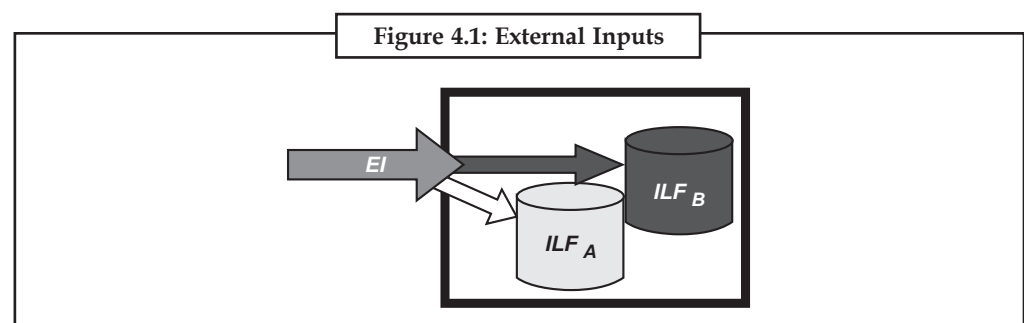 Figure 4.1: External Inputs
EI
ILF B
ILF A